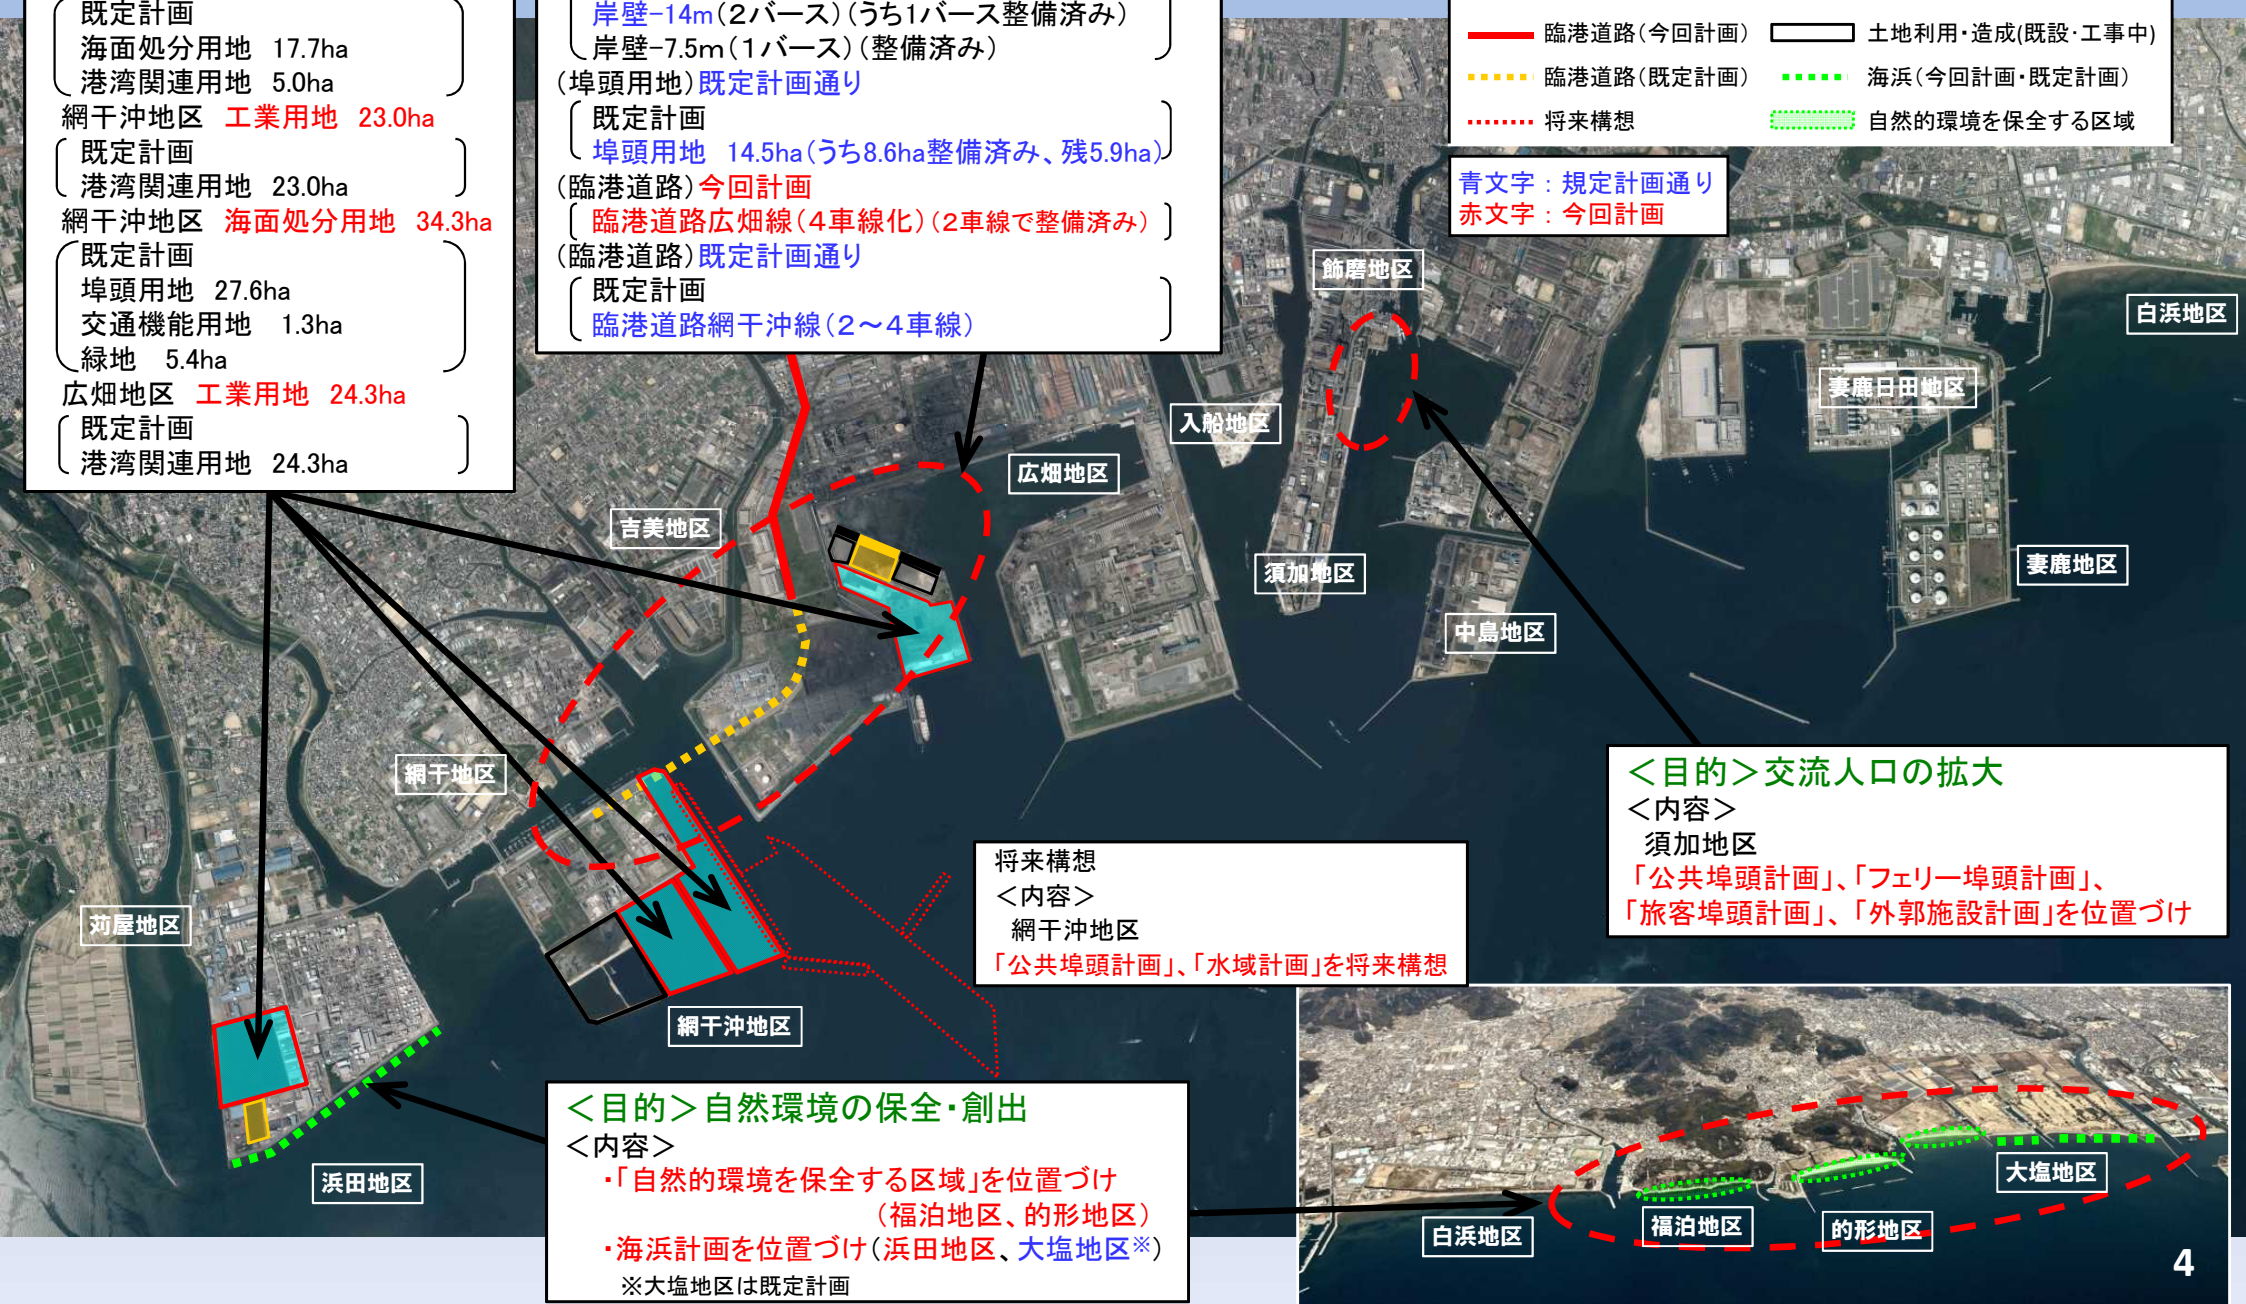 既定計画
海面処分用地 17.7ha
港湾関連用地 5.0ha
網干沖地区 工業用地 23.0ha
既定計画
港湾関連用地 23.0ha
網干沖地区 海面処分用地 34.3ha
既定計画
埠頭用地 27.6ha
交通機能用地 1.3ha
緑地 5.4ha
広畑地区 工業用地 24.3ha
既定計画
港湾関連用地 24.3ha
岸壁-14m(2バース)(うち1バース整備済み)
岸壁-7.5m(1バース)(整備済み)
(埠頭用地)既定計画通り
既定計画
埠頭用地 14.5ha(うち8.6ha整備済み、残5.9ha)
(臨港道路)今回計画
臨港道路広畑線(4車線化)(2車線で整備済み)
(臨港道路)既定計画通り
既定計画
臨港道路網干沖線(2～4車線)
臨港道路(今回計画)
土地利用・造成(既設・工事中)
臨港道路(既定計画)
海浜(今回計画・既定計画)
将来構想
自然的環境を保全する区域
青文字：規定計画通り
赤文字：今回計画
飾磨地区
白浜地区
妻鹿日田地区
入船地区
広畑地区
吉美地区
須加地区
妻鹿地区
中島地区
網干地区
苅屋地区
網干沖地区
浜田地区
＜目的＞交流人口の拡大
＜内容＞
須加地区
「公共埠頭計画」、「フェリー埠頭計画」、
「旅客埠頭計画」、「外郭施設計画」を位置づけ
将来構想
＜内容＞
網干沖地区
「公共埠頭計画」、「水域計画」を将来構想
＜目的＞自然環境の保全・創出
＜内容＞
・「自然的環境を保全する区域」を位置づけ
(福泊地区、的形地区)
・海浜計画を位置づけ(浜田地区、大塩地区※)
※大塩地区は既定計画
大塩地区
福泊地区
的形地区
白浜地区
4